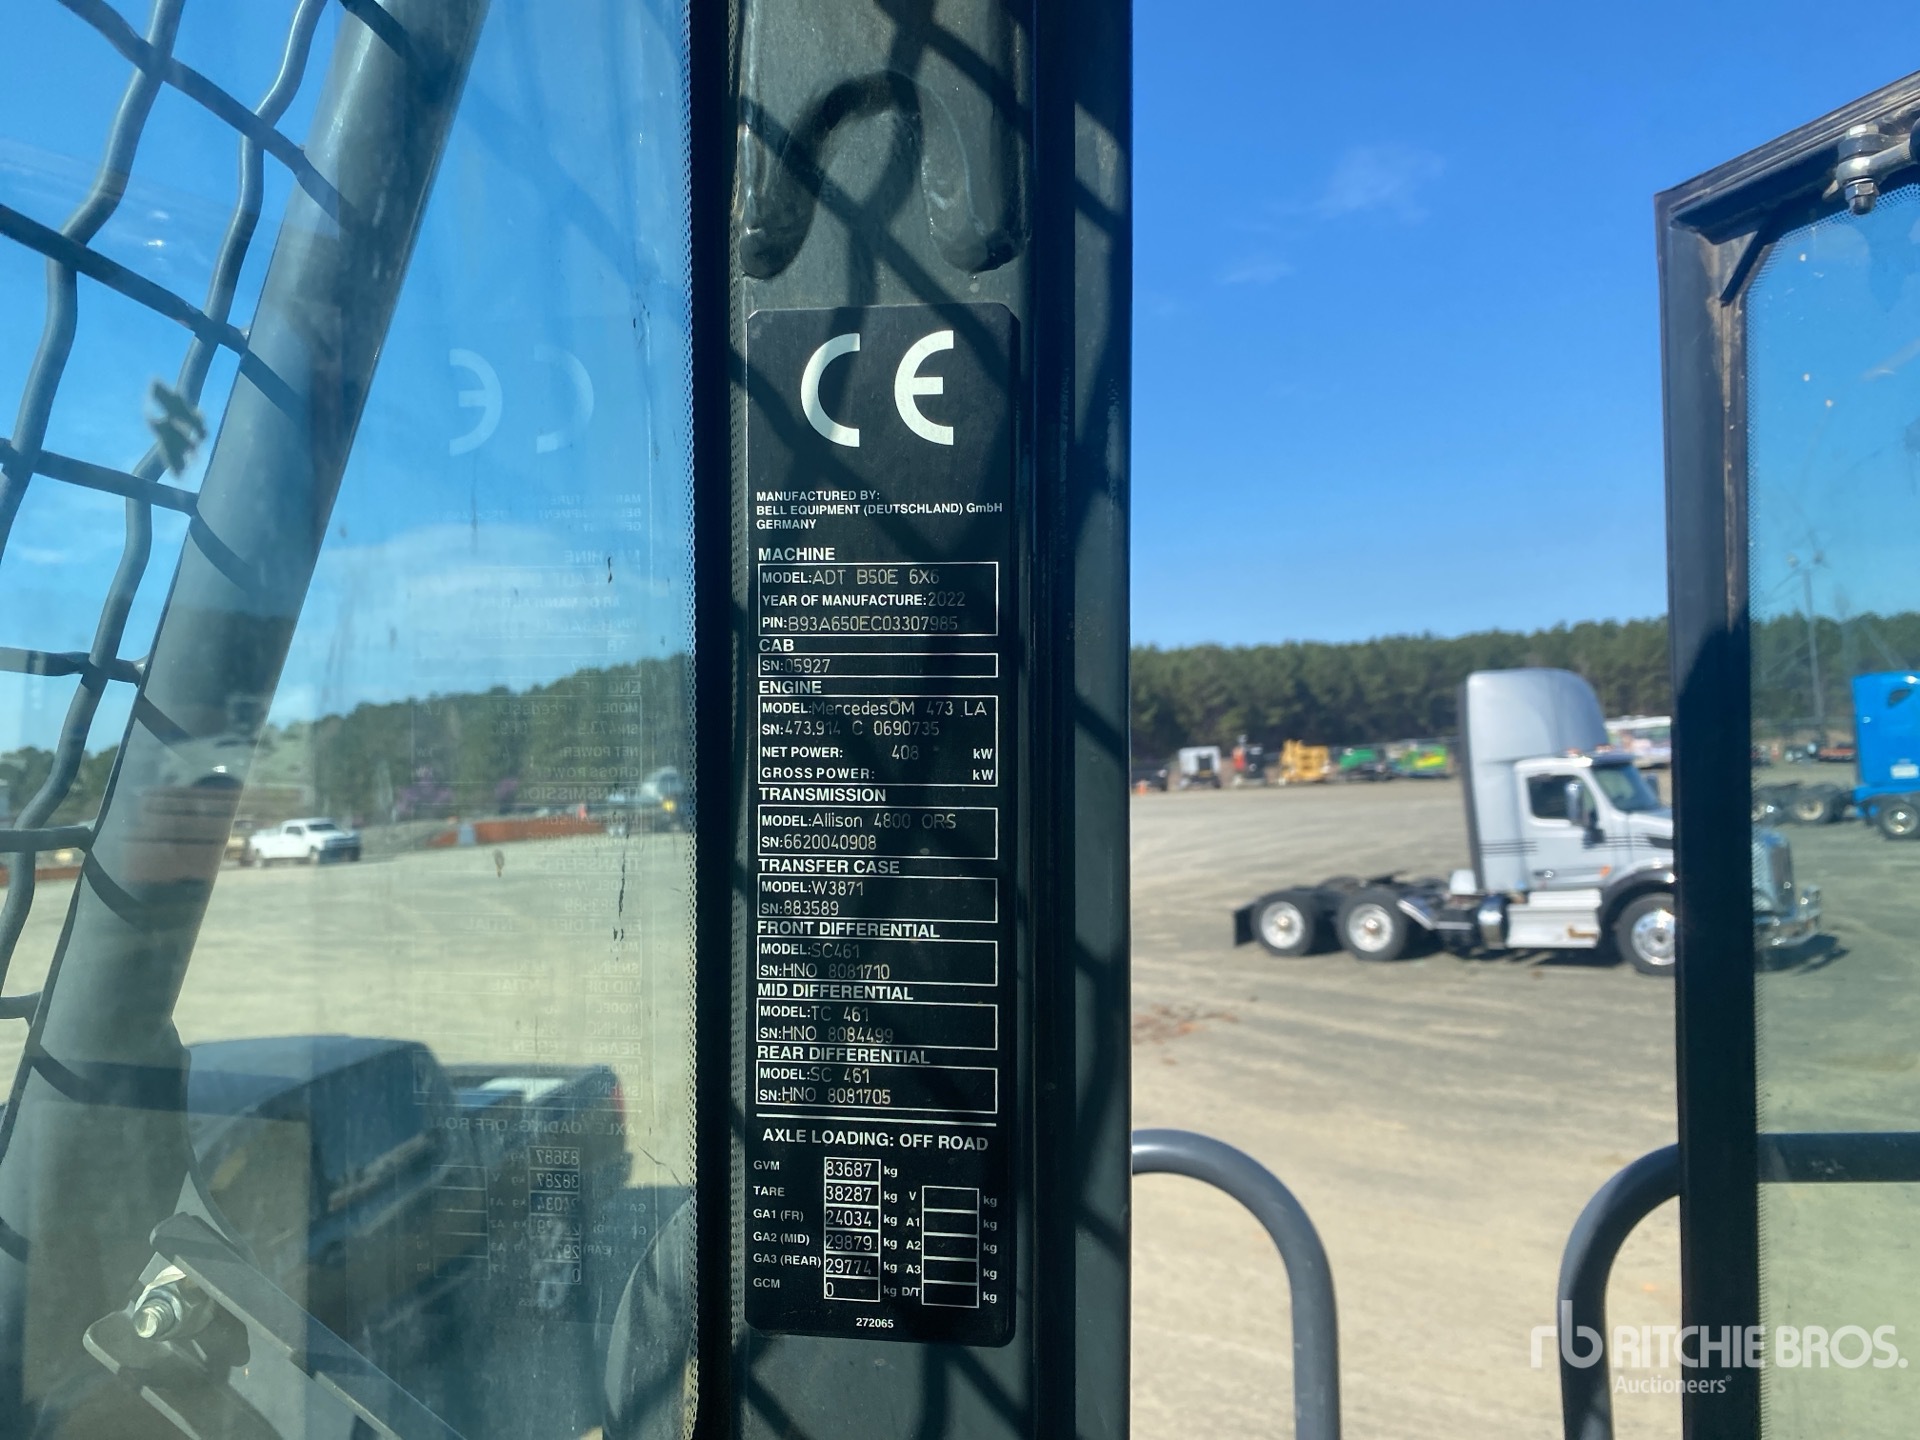 CE
MANUFACTURED BY:
BELL EQUIPMENT (DEUTSCHLAND) GmbH
GERMANY
MACHINE
MODEL:ADT B50E 6X6
YEAR OF MANUFACTURE:2022
PIN:B93A650EC03307985
CAB
SN:05927
ENGINE
MODEL:MercedesOM 473 LA
SN:473.914 C 0690735
NET POWER: 408 kW
GROSS POWER: kW
TRANSMISSION
MODEL:Allison 4800 ORS
SN:6620040908
TRANSFER CASE
MODEL:W3871
SN:883589
FRONT DIFFERENTIAL
MODEL:SC461
SN:HNO 8081710
MID DIFFERENTIAL
MODEL:TC 461
SN:HNO 8084499
REAR DIFFERENTIAL
MODEL:SC 461
SN:HNO 8081705
AXLE LOADING: OFF ROAD
GVM 83687 kg
TARE 38287 kg V kg
GA1 (FR) 24034 kg A1 kg
GA2 (MID) 29879 kg A2 kg
GA3 (REAR) 29774 kg A3 kg
GCM 0 kg D/T kg
272065
rb RITCHIE BROS.
Auctioneers®